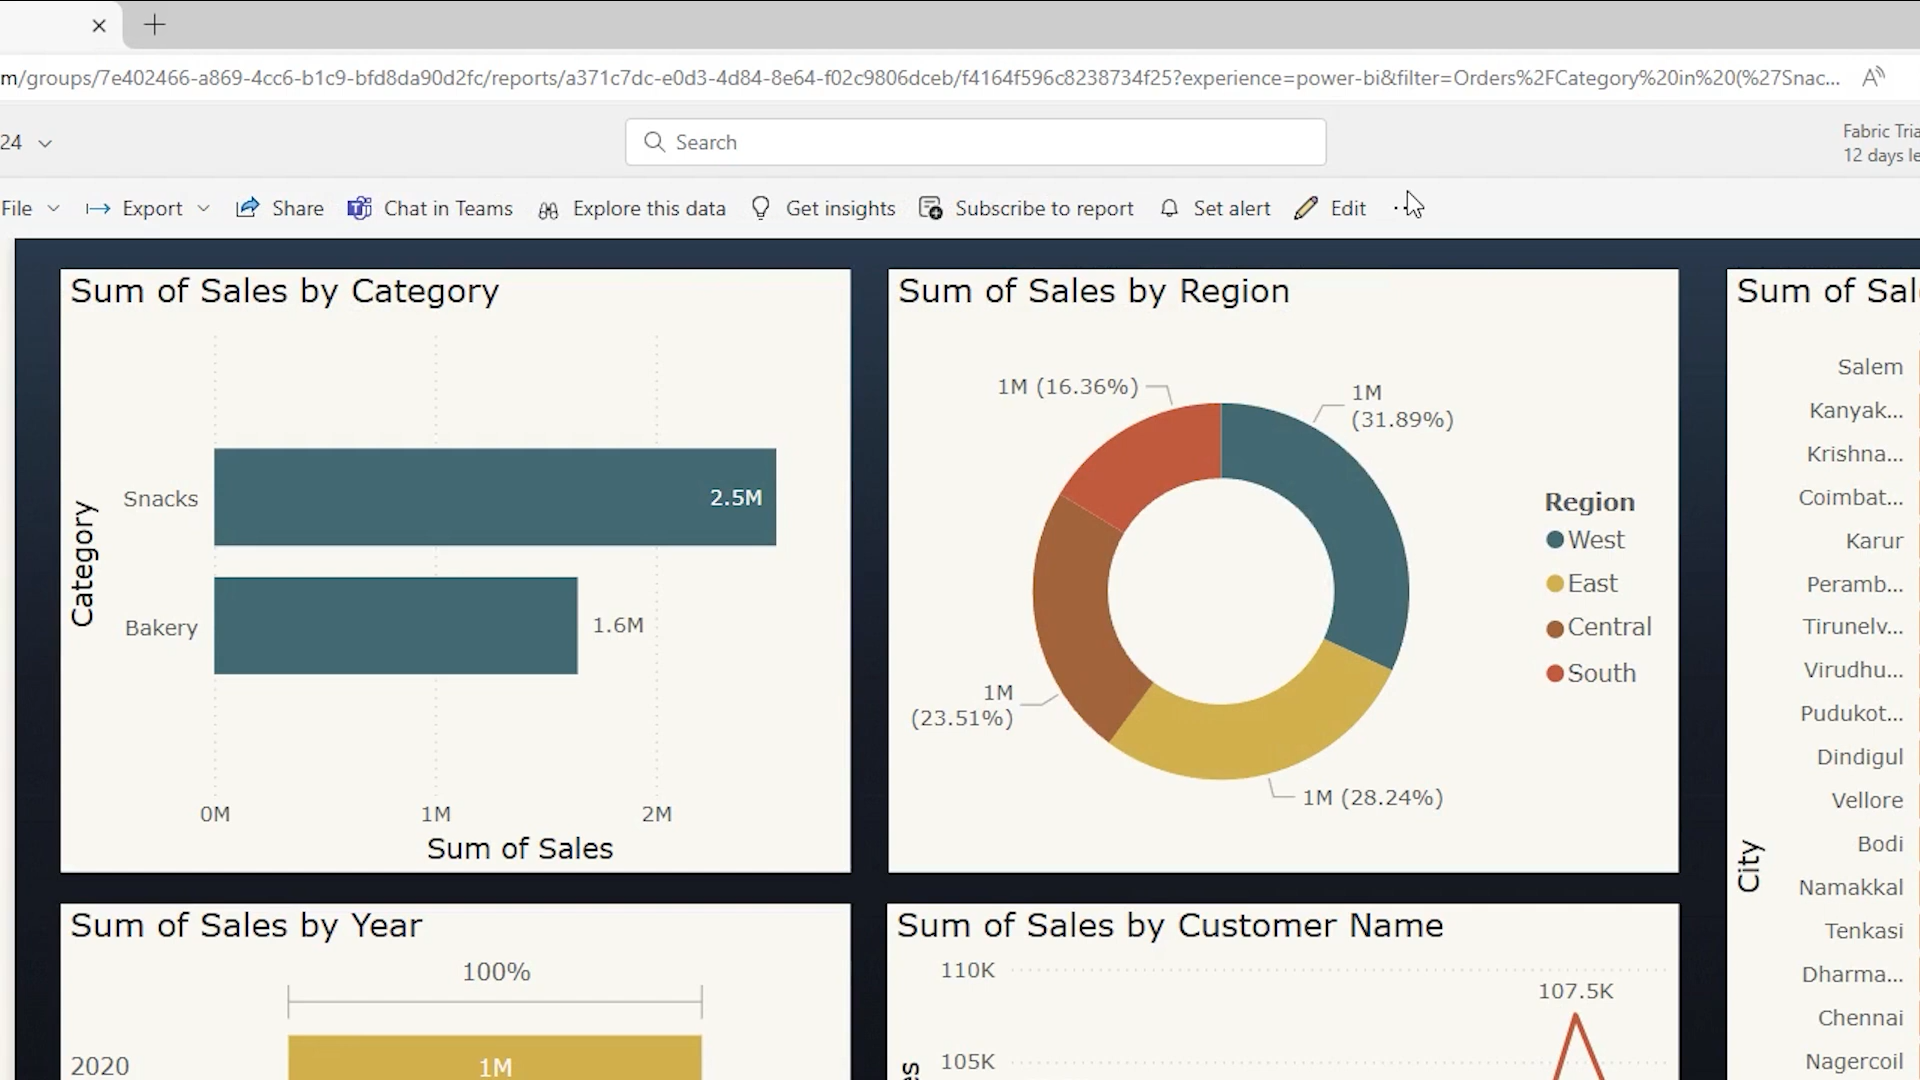 m/groups/7e402466-a869-4cc6-b1c9-bfd8da90d2fc/reports/a371c7dc-e0d3-4d84-8e64-f02c9806dceb/f4164f596c8238734f25?experience=power-bi&filter=Orders%2FCategory%20in%20(%27Snac...
24
Search
Fabric Tria
12 days le
File
Export
Share
Chat in Teams
Explore this data
Get insights
Subscribe to report
Set alert
Edit
Sum of Sales by Category
Category
Snacks
2.5M
Bakery
1.6M
0M
1M
2M
Sum of Sales
Sum of Sales by Region
1M (16.36%)
1M
(31.89%)
1M
(23.51%)
1M (28.24%)
Region
West
East
Central
South
Sum of Sal
City
Salem
Kanyak...
Krishna...
Coimbat...
Karur
Peramb...
Tirunelv...
Virudhu...
Pudukot...
Dindigul
Vellore
Bodi
Namakkal
Tenkasi
Dharma...
Chennai
Nagercoil
Sum of Sales by Year
100%
2020
1M
Sum of Sales by Customer Name
110K
107.5K
105K
es